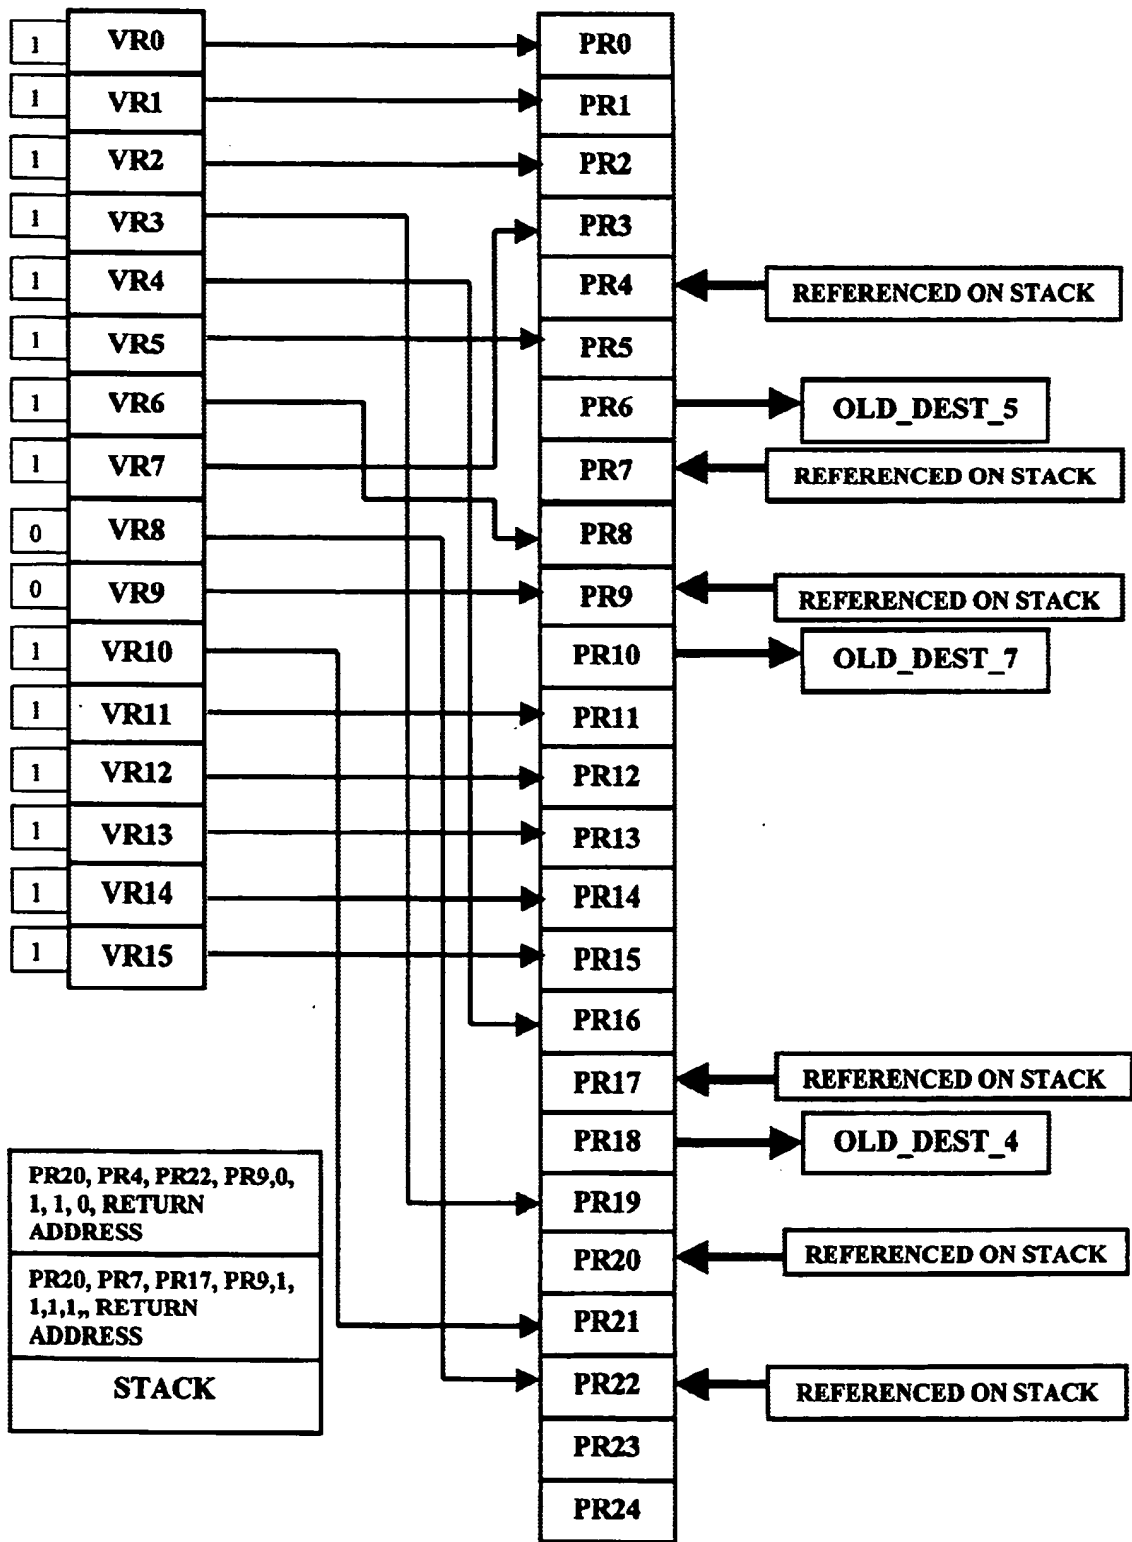 1 VR0 PR0
1 VR1 PR1
1 VR2 PR2
1 VR3 PR3
1 VR4 PR4 REFERENCED ON STACK
1 VR5 PR5
1 VR6 PR6 OLD_DEST_5
1 VR7 PR7 REFERENCED ON STACK
0 VR8 PR8
0 VR9 PR9 REFERENCED ON STACK
1 VR10 PR10 OLD_DEST_7
1 VR11 PR11
1 VR12 PR12
1 VR13 PR13
1 VR14 PR14
1 VR15 PR15
PR16
PR17 REFERENCED ON STACK
PR18 OLD_DEST_4
PR19
PR20 REFERENCED ON STACK
PR21
PR22 REFERENCED ON STACK
PR23
PR24
PR20, PR4, PR22, PR9,0,
1, 1, 0, RETURN
ADDRESS
PR20, PR7, PR17, PR9,1,
1,1,1,, RETURN
ADDRESS
STACK